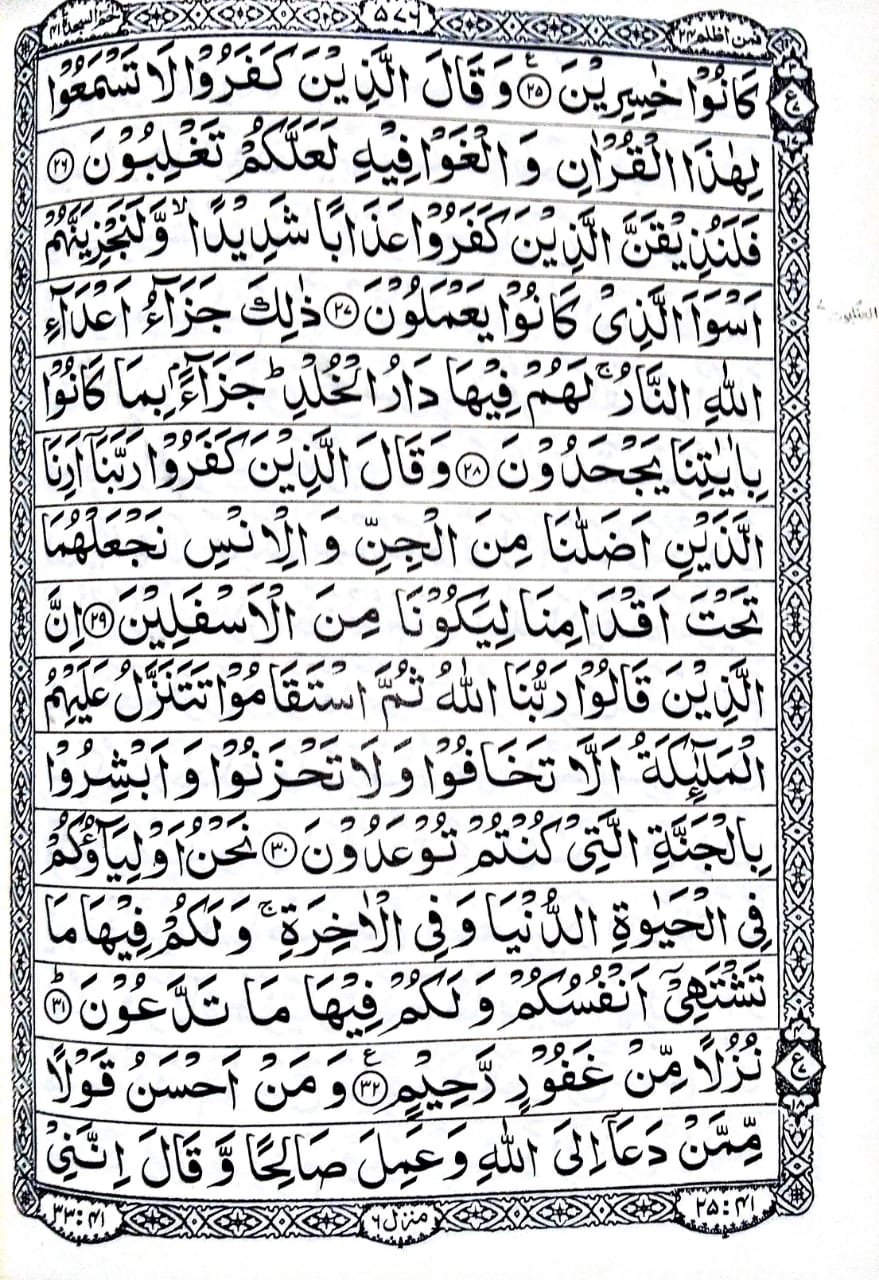 فمن اظلم ٢٤
٥٧٦
حٰمٓ السجدة ٤١
كَانُوْا خٰسِرِيْنَ ﴿٢٥﴾ وَ قَالَ الَّذِيْنَ كَفَرُوْا لَا تَسْمَعُوْا
لِهٰذَا الْقُرْاٰنِ وَ الْغَوْا فِيْهِ لَعَلَّكُمْ تَغْلِبُوْنَ ﴿٢٦﴾
فَلَنُذِيْقَنَّ الَّذِيْنَ كَفَرُوْا عَذَابًا شَدِيْدًا ۙ وَّ لَنَجْزِيَنَّهُمْ
اَسْوَاَ الَّذِيْ كَانُوْا يَعْمَلُوْنَ ﴿٢٧﴾ ذٰلِكَ جَزَآءُ اَعْدَآءِ
اللّٰهِ النَّارُ ۚ لَهُمْ فِيْهَا دَارُ الْخُلْدِ ؕ جَزَآءًۢ بِمَا كَانُوْا
بِاٰيٰتِنَا يَجْحَدُوْنَ ﴿٢٨﴾ وَ قَالَ الَّذِيْنَ كَفَرُوْا رَبَّنَاۤ اَرِنَا
الَّذَيْنِ اَضَلّٰنَا مِنَ الْجِنِّ وَ الْاِنْسِ نَجْعَلْهُمَا
تَحْتَ اَقْدَامِنَا لِيَكُوْنَا مِنَ الْاَسْفَلِيْنَ ﴿٢٩﴾ اِنَّ
الَّذِيْنَ قَالُوْا رَبُّنَا اللّٰهُ ثُمَّ اسْتَقَامُوْا تَتَنَزَّلُ عَلَيْهِمُ
الْمَلٰٓئِكَةُ اَلَّا تَخَافُوْا وَ لَا تَحْزَنُوْا وَ اَبْشِرُوْا
بِالْجَنَّةِ الَّتِيْ كُنْتُمْ تُوْعَدُوْنَ ﴿٣٠﴾ نَحْنُ اَوْلِيٰٓؤُكُمْ
فِي الْحَيٰوةِ الدُّنْيَا وَ فِي الْاٰخِرَةِ ۚ وَ لَكُمْ فِيْهَا مَا
تَشْتَهِيْۤ اَنْفُسُكُمْ وَ لَكُمْ فِيْهَا مَا تَدَّعُوْنَ ﴿٣١﴾ؕ
نُزُلًا مِّنْ غَفُوْرٍ رَّحِيْمٍ ﴿٣٢﴾ وَ مَنْ اَحْسَنُ قَوْلًا
مِّمَّنْ دَعَاۤ اِلَى اللّٰهِ وَ عَمِلَ صَالِحًا وَّ قَالَ اِنَّنِيْ
٤١:٢٥
منزل ٦
٤١:٣٣